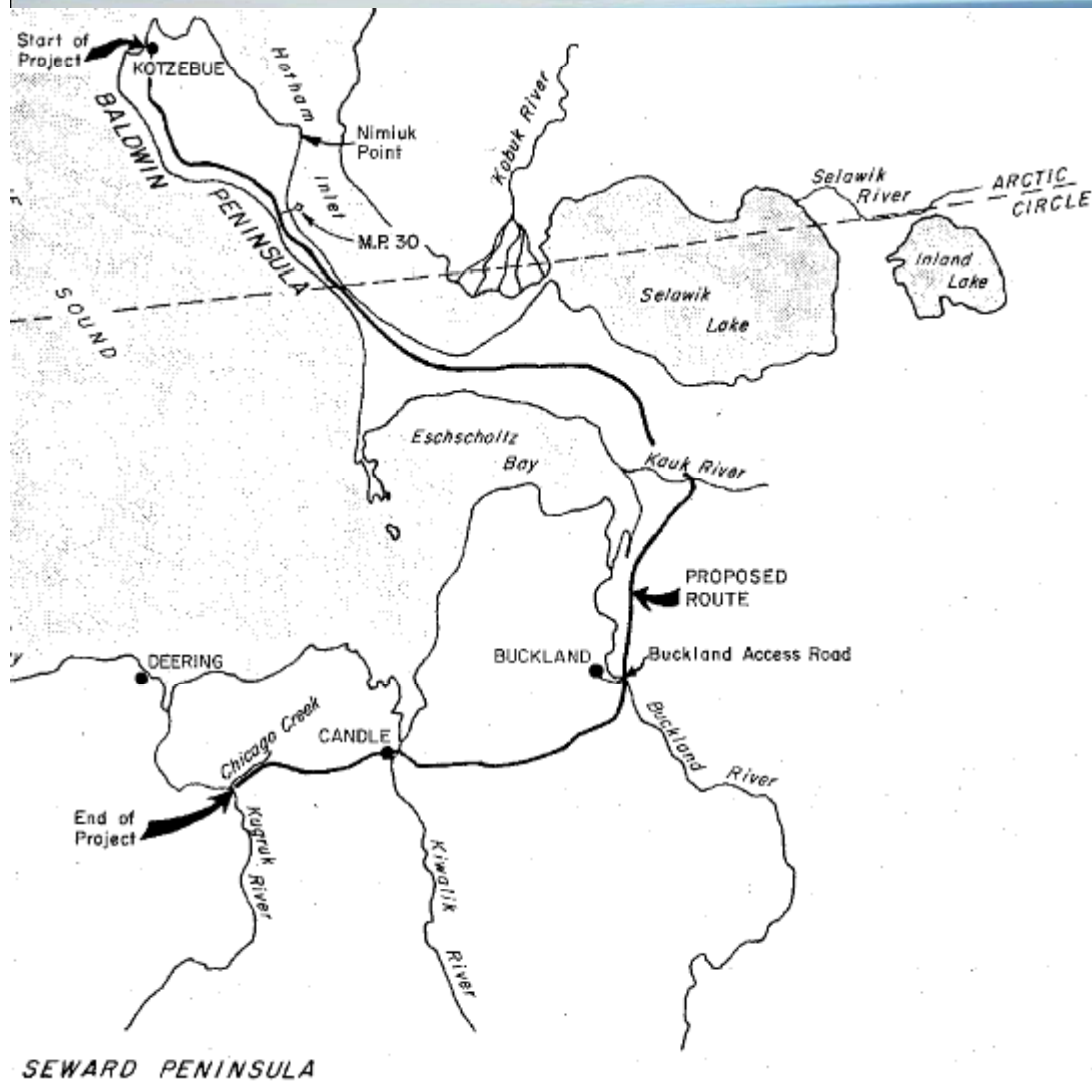 Start of
Project
KOTZEBUE
Hotham
Inlet
Nimiuk
Point
M.P. 30
BALDWIN
PENINSULA
Kobuk River
Selawik
River
ARCTIC
CIRCLE
Inland
Lake
Selawik
Lake
SOUND
Eschscholtz
Bay
Kauk River
PROPOSED
ROUTE
DEERING
BUCKLAND
Buckland Access Road
Buckland
River
Chicago Creek
CANDLE
End of
Project
Kugruk
River
Kiwalik
River
SEWARD PENINSULA